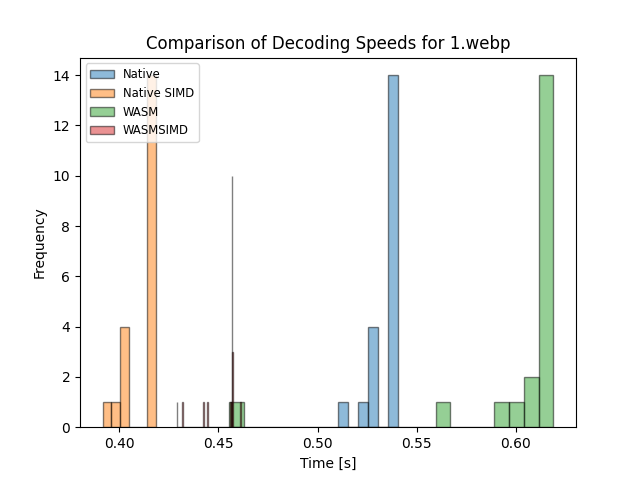 Comparison of Decoding Speeds for 1.webp
Native
Native SIMD
WASM
WASMSIMD
14
12
10
8
6
4
2
0
Frequency
0.40 0.45 0.50 0.55 0.60
Time [s]